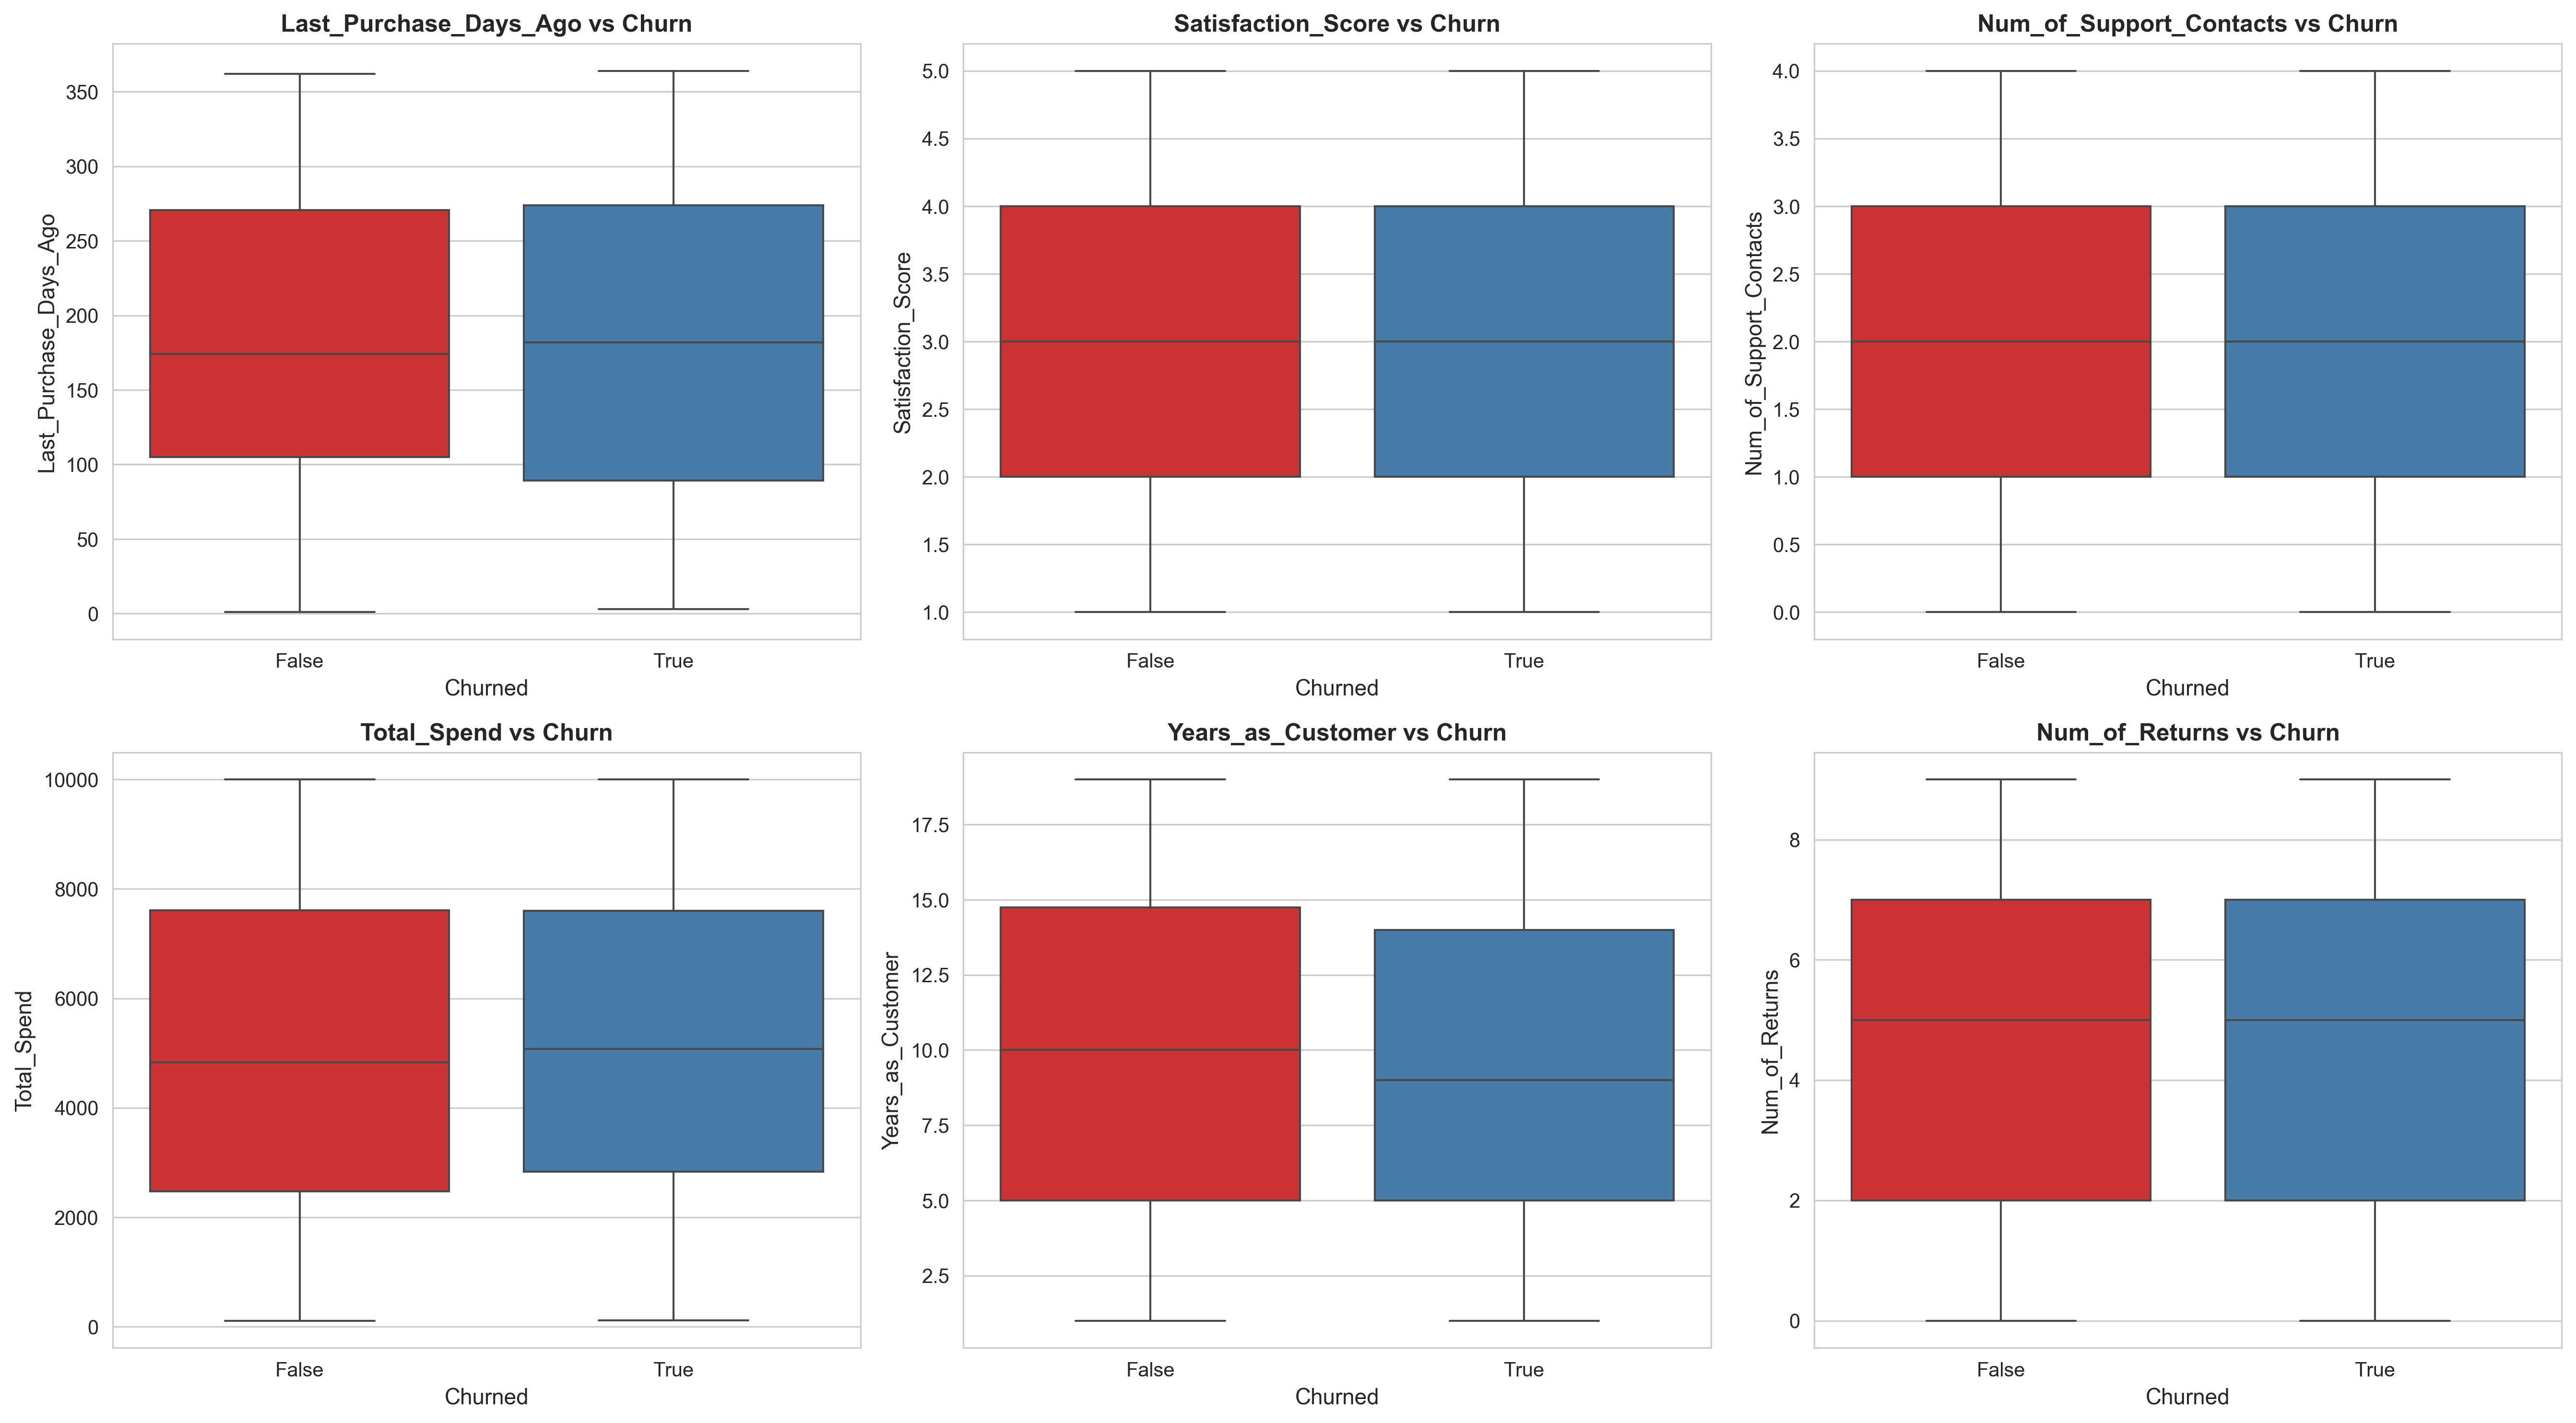 Last_Purchase_Days_Ago vs Churn
Last_Purchase_Days_Ago
350
300
250
200
150
100
50
0
False True
Churned
Satisfaction_Score vs Churn
Satisfaction_Score
5.0
4.5
4.0
3.5
3.0
2.5
2.0
1.5
1.0
False True
Churned
Num_of_Support_Contacts vs Churn
Num_of_Support_Contacts
4.0
3.5
3.0
2.5
2.0
1.5
1.0
0.5
0.0
False True
Churned
Total_Spend vs Churn
Total_Spend
10000
8000
6000
4000
2000
0
False True
Churned
Years_as_Customer vs Churn
Years_as_Customer
17.5
15.0
12.5
10.0
7.5
5.0
2.5
False True
Churned
Num_of_Returns vs Churn
Num_of_Returns
8
6
4
2
0
False True
Churned